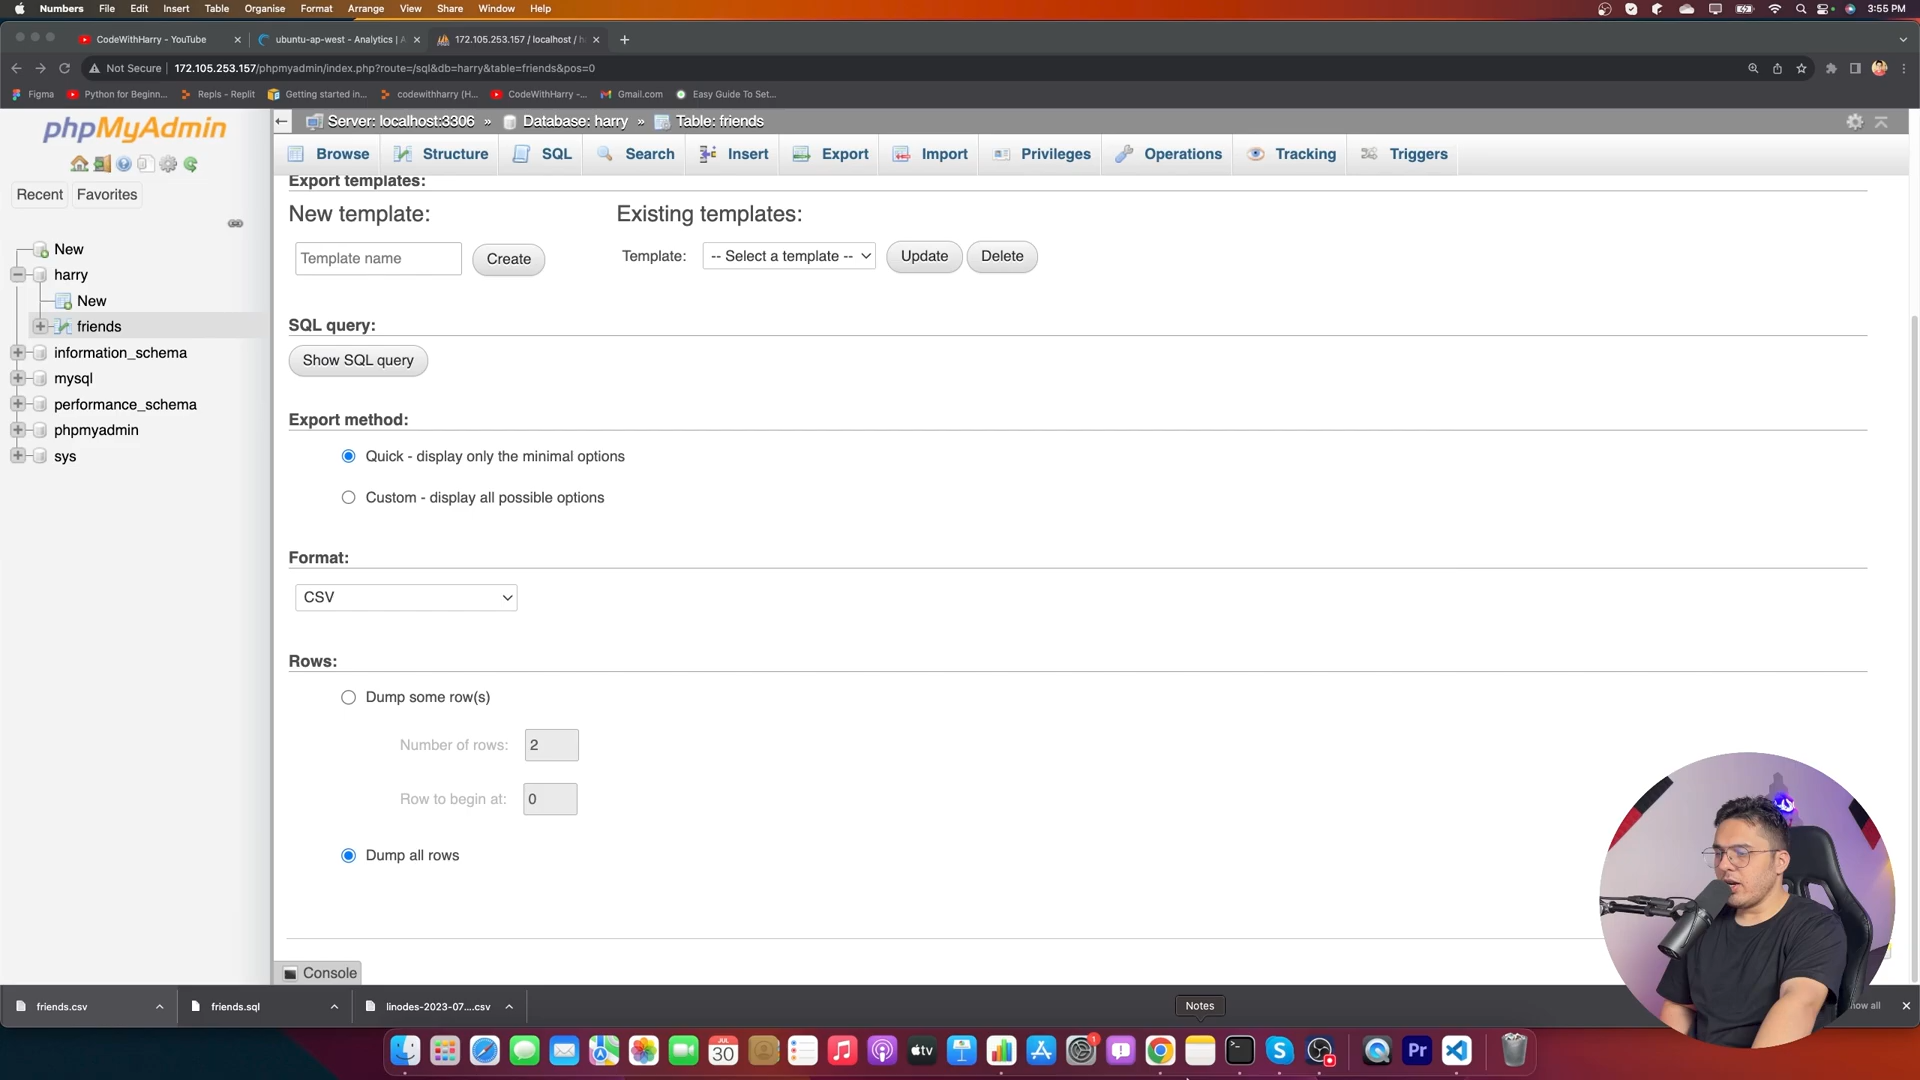 Numbers File Edit Insert Table Organise Format Arrange View Share Window Help 3:55 PM
CodeWithHarry - YouTube ubuntu-ap-west - Analytics | A 172.105.253.157 / localhost / h
Not Secure 172.105.253.157/phpmyadmin/index.php?route=/sql&db=harry&table=friends&pos=0
Figma Python for Beginn... Repls - Replit Getting started in... codewithharry (H... CodeWithHarry -... Gmail.com Easy Guide To Set...
phpMyAdmin
Server: localhost:3306 » Database: harry » Table: friends
Browse Structure SQL Search Insert Export Import Privileges Operations Tracking Triggers
Recent Favorites
New
harry
New
friends
information_schema
mysql
performance_schema
phpmyadmin
sys
Export templates:
New template: Existing templates:
Template name Create Template: -- Select a template -- Update Delete
SQL query:
Show SQL query
Export method:
Quick - display only the minimal options
Custom - display all possible options
Format:
CSV
Rows:
Dump some row(s)
Number of rows: 2
Row to begin at: 0
Dump all rows
Console
friends.csv friends.sql linodes-2023-07....csv Notes
JUL
30
tv
1
S
Pr